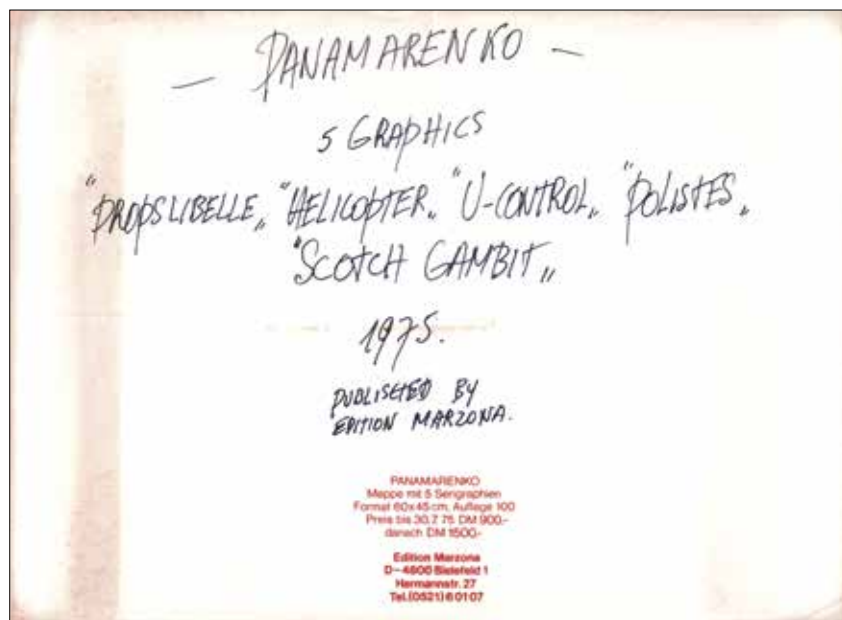 — PANAMARENKO —
5 GRAPHICS
"PROPSLIBELLE„ "HELICOPTER„ "U-CONTROL„ "POLISTES„
"SCOTCH GAMBIT„
1975.
PUBLISHED BY
EDITION MARZONA.
PANAMARENKO
Mappe mit 5 Serigraphien
Format 60x45cm, Auflage 100
Preis bis 30.7.75 DM 900,-
danach DM 1500,-
Edition Marzona
D-4800 Bielefeld 1
Hermannstr. 27
Tel.(0521) 6 01 07